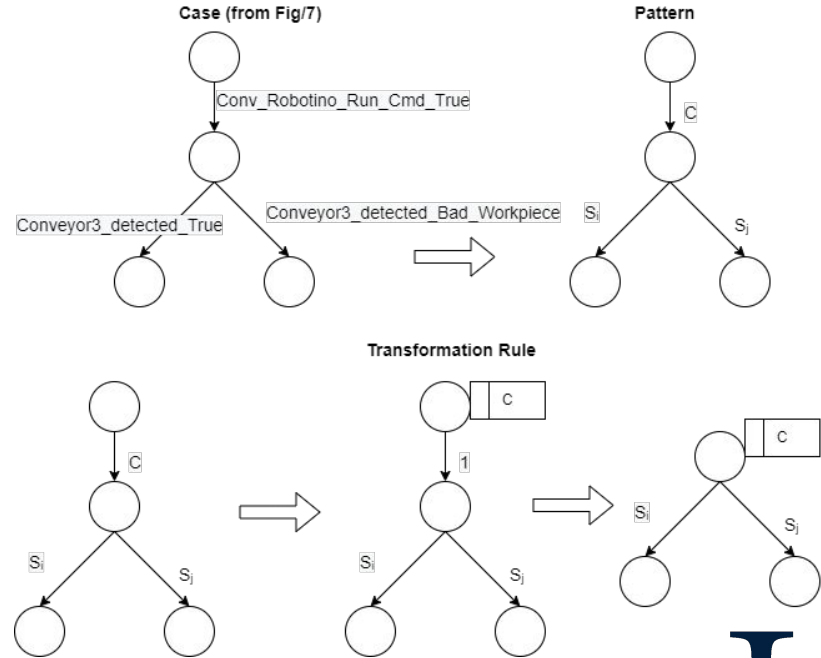 Case (from Fig/7)
Pattern
Conv_Robotino_Run_Cmd_True
C
Conveyor3_detected_True
Conveyor3_detected_Bad_Workpiece
Si
Sj
Transformation Rule
C
C
C
1
Si
Sj
Si
Sj
Si
Sj